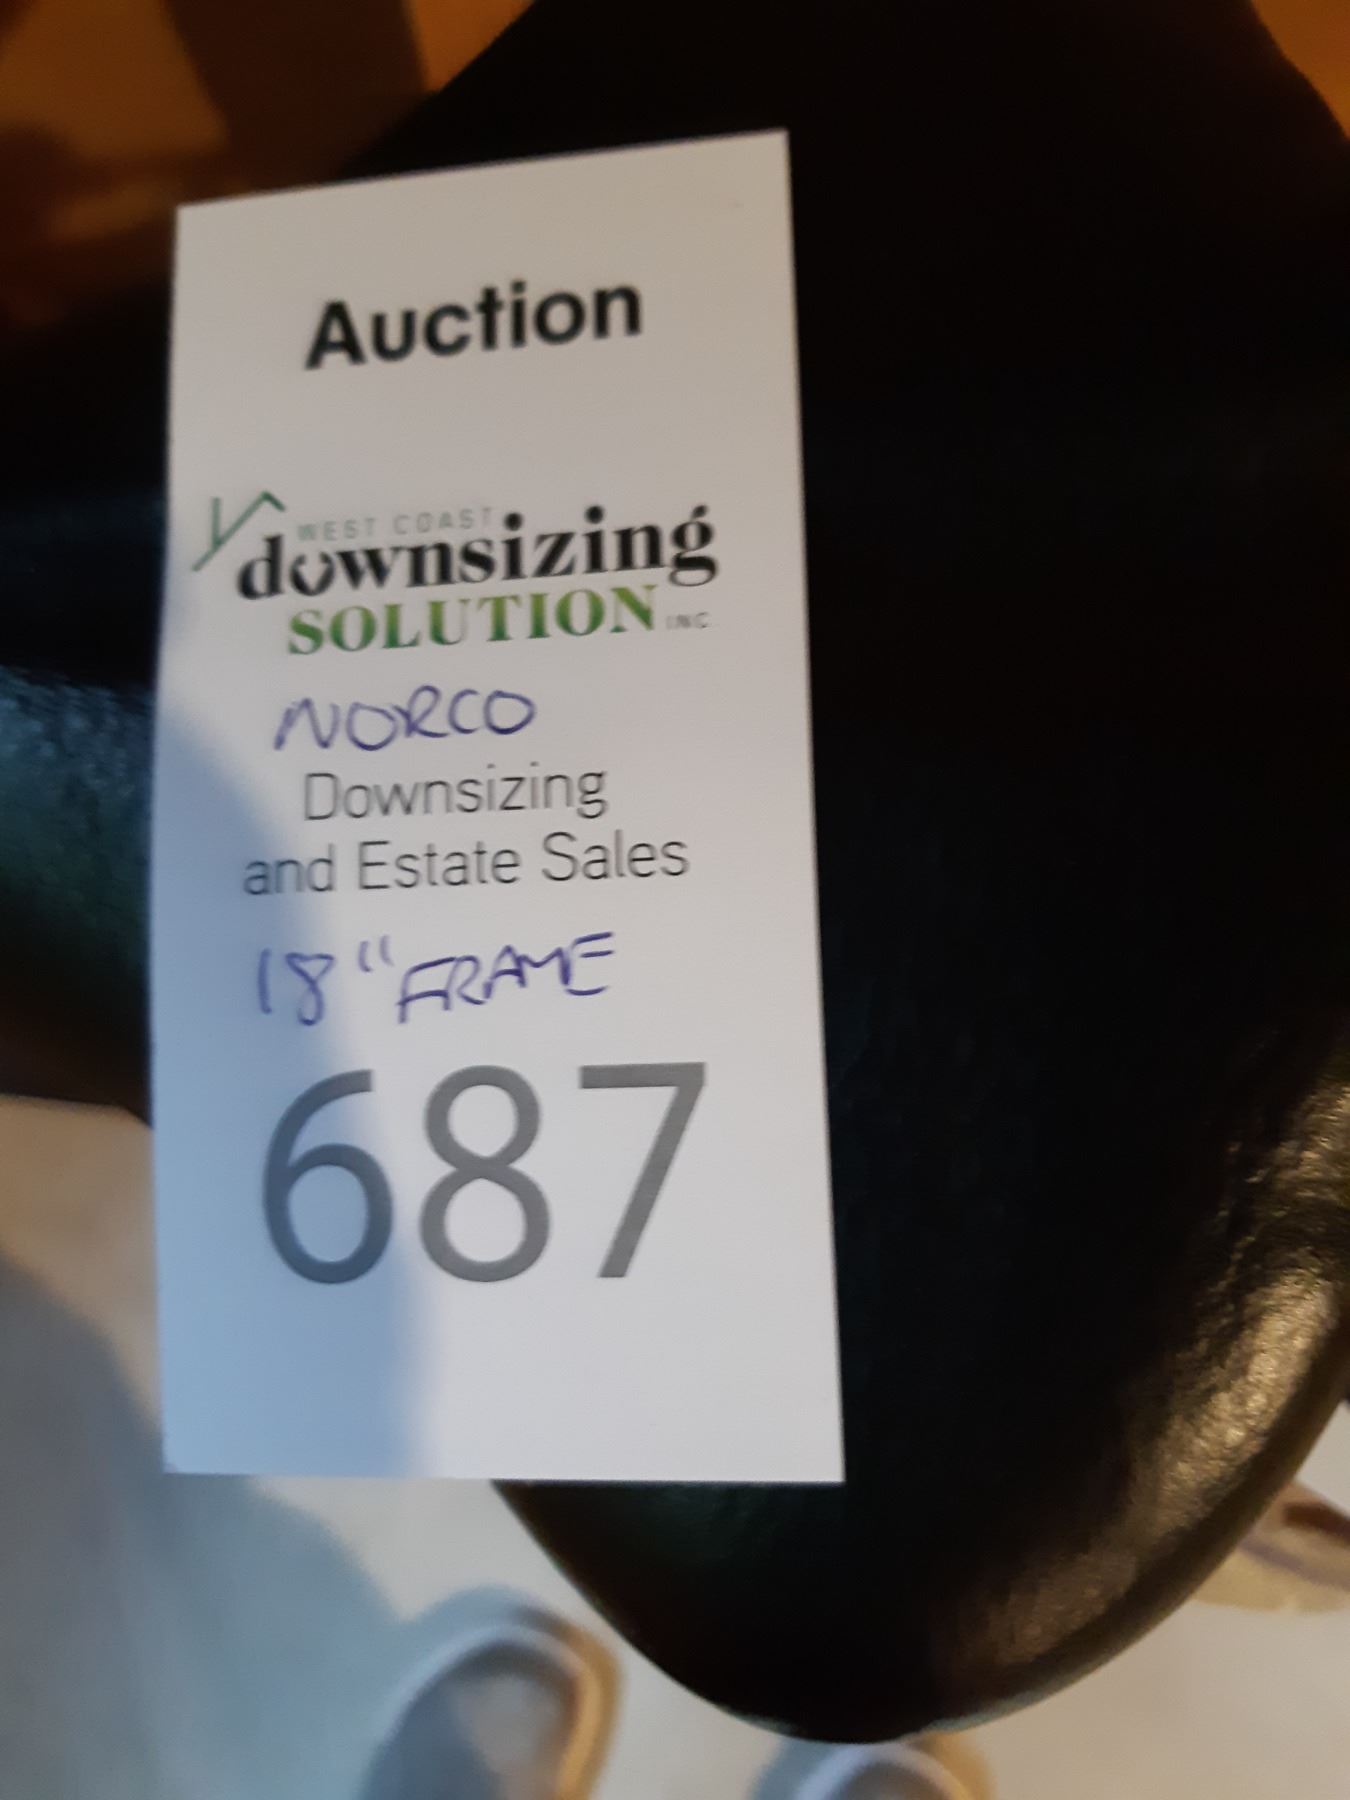 Auction
WEST COAST
downsizing
SOLUTION INC
NORCO
Downsizing
and Estate Sales
18" FRAME
687